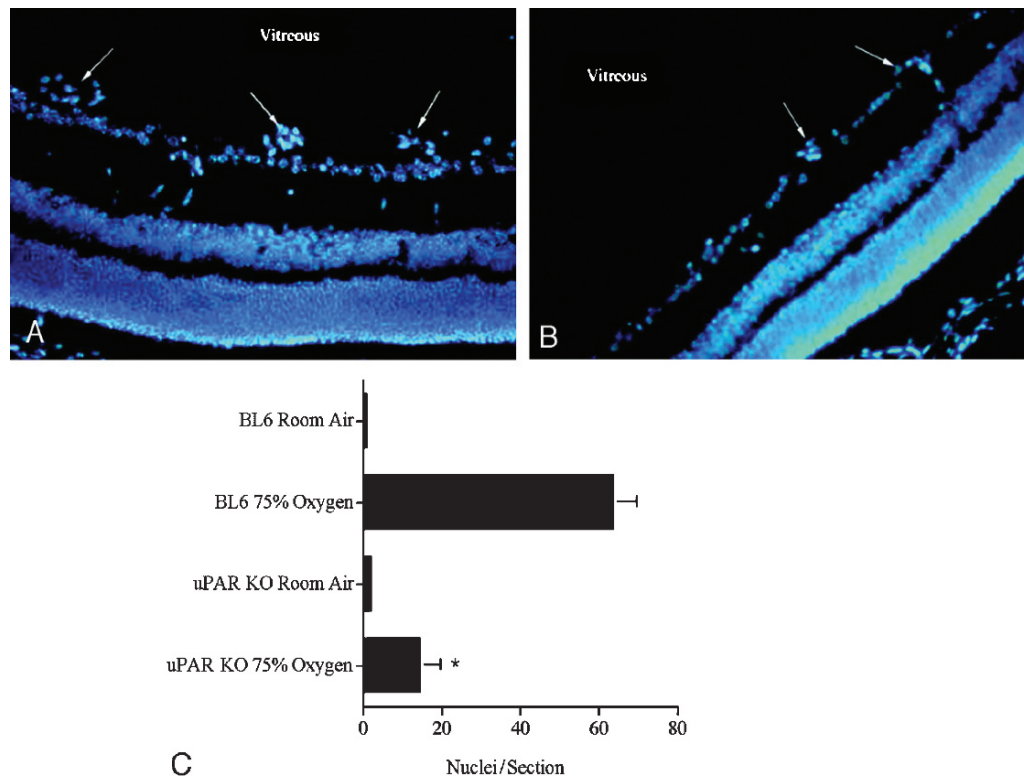 Vitreous
A
Vitreous
B
BL6 Room Air
BL6 75% Oxygen
uPAR KO Room Air
uPAR KO 75% Oxygen
*
0 20 40 60 80
Nuclei/Section
C